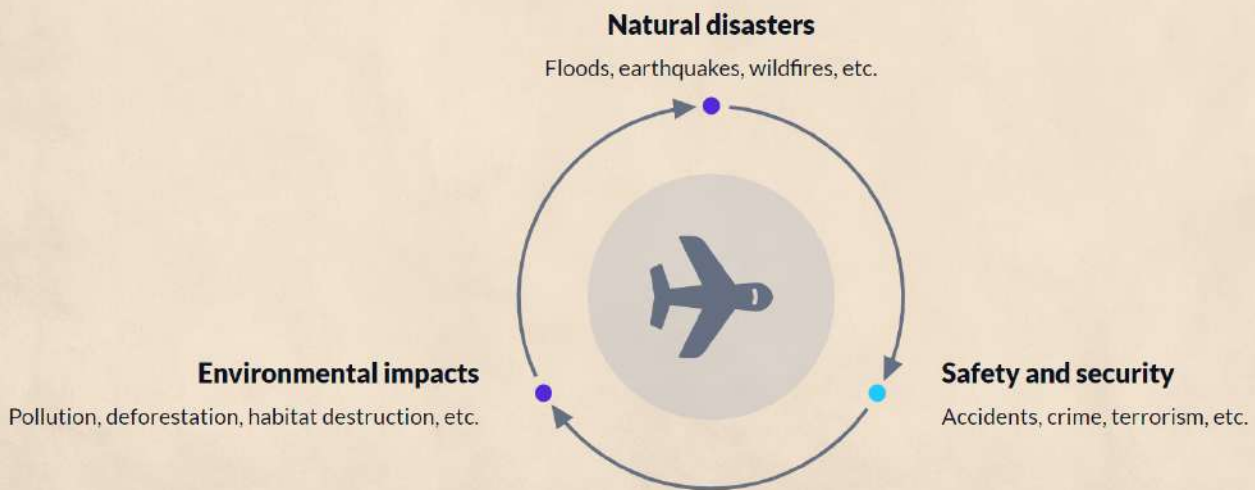 Natural disasters
Floods, earthquakes, wildfires, etc.
Environmental impacts
Pollution, deforestation, habitat destruction, etc.
Safety and security
Accidents, crime, terrorism, etc.